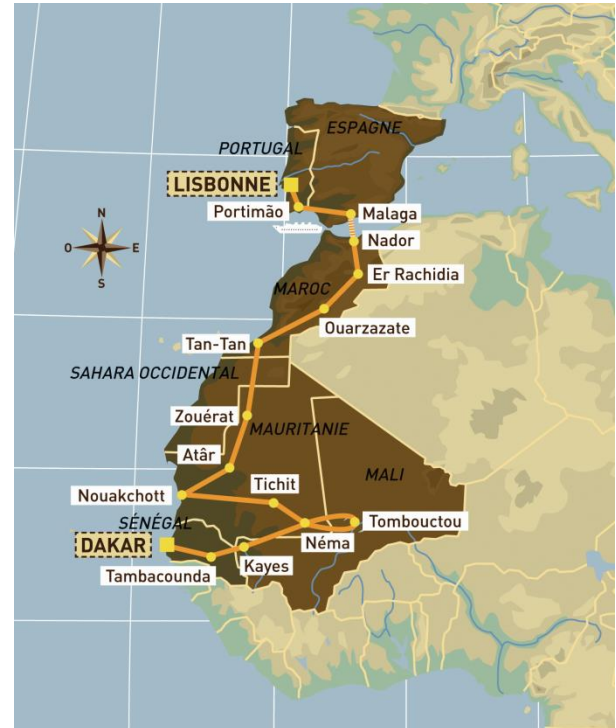 ESPAGNE
PORTUGAL
LISBONNE
Portimão
Malaga
N
O
E
S
Nador
Er Rachidia
MAROC
Ouarzazate
Tan-Tan
SAHARA OCCIDENTAL
Zouérat
MAURITANIE
Atâr
MALI
Nouakchott
Tichit
SÉNÉGAL
Tombouctou
DAKAR
Néma
Kayes
Tambacounda